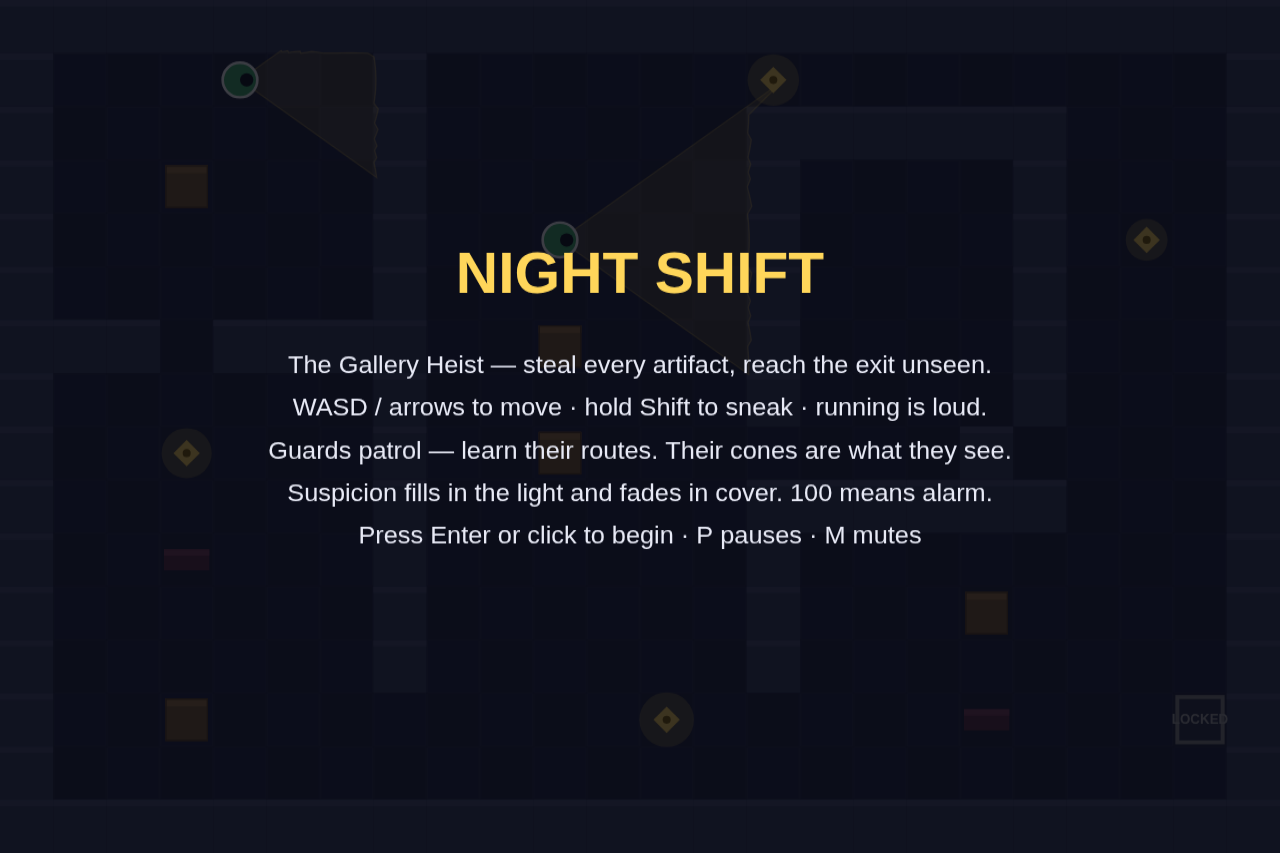 NIGHT SHIFT
The Gallery Heist — steal every artifact, reach the exit unseen.
WASD / arrows to move · hold Shift to sneak · running is loud.
Guards patrol — learn their routes. Their cones are what they see.
Suspicion fills in the light and fades in cover. 100 means alarm.
Press Enter or click to begin · P pauses · M mutes
LOCKED